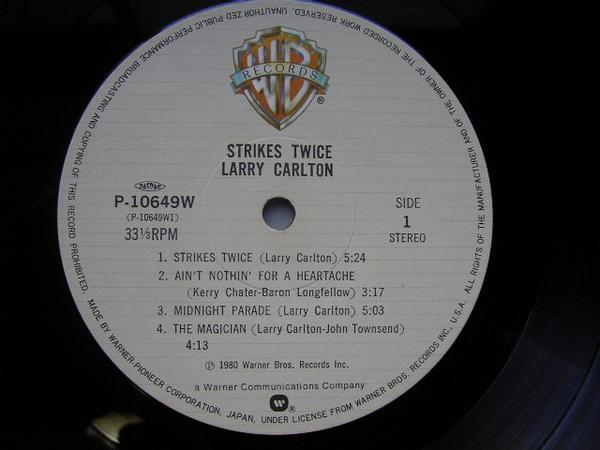 WB
RECORDS
®
STRIKES TWICE
LARRY CARLTON
JASRAC
P-10649W
(P-10649W1)
33⅓RPM
SIDE
1
STEREO
1. STRIKES TWICE (Larry Carlton) 5:24
2. AIN'T NOTHIN' FOR A HEARTACHE
(Kerry Chater-Baron Longfellow) 3:17
3. MIDNIGHT PARADE (Larry Carlton) 5:03
4. THE MAGICIAN (Larry Carlton-John Townsend)
4:13
Ⓟ 1980 Warner Bros. Records Inc.
a Warner Communications Company
®
MADE BY WARNER-PIONEER CORPORATION, JAPAN, UNDER LICENSE FROM WARNER BROS. RECORDS INC., U.S.A. ALL RIGHTS OF THE MANUFACTURER AND OF THE OWNER OF THE RECORDED WORK RESERVED. UNAUTHORIZED PUBLIC PERFORMANCE BROADCASTING AND COPYING OF THIS RECORD PROHIBITED.